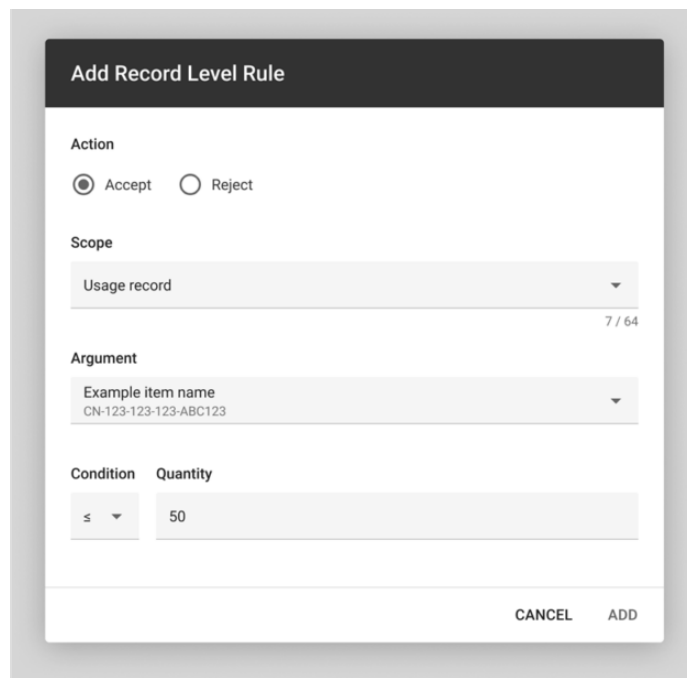 Add Record Level Rule
Action
Accept Reject
Scope
Usage record
7 / 64
Argument
Example item name
CN-123-123-123-ABC123
Condition Quantity
≤ 50
CANCEL ADD